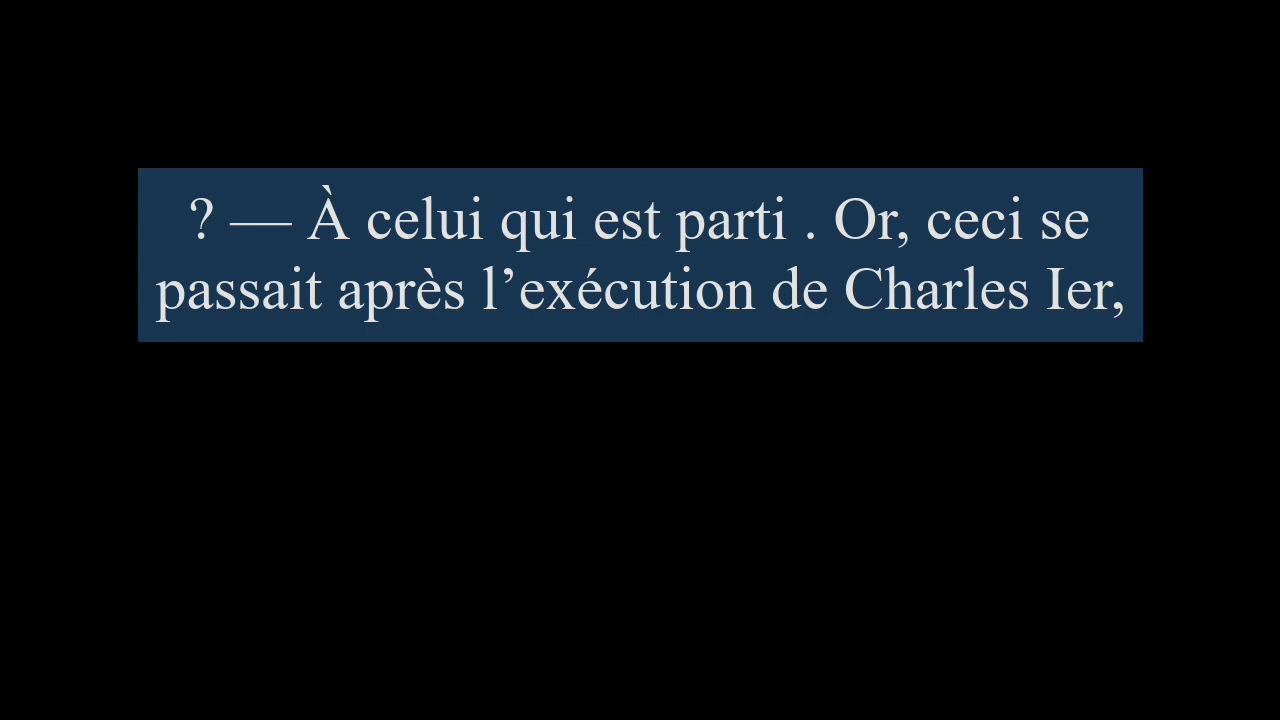 ? — À celui qui est parti . Or, ceci se
passait après l’exécution de Charles Ier,